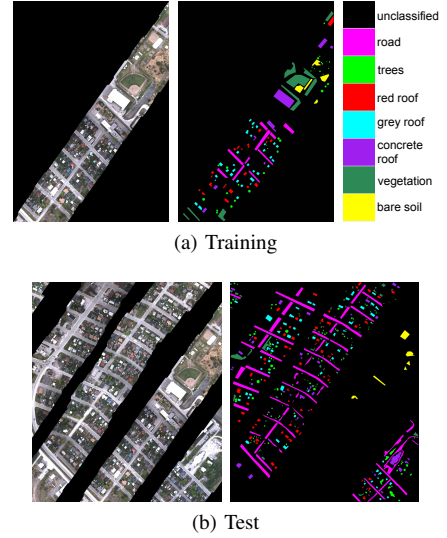 unclassified
road
trees
red roof
grey roof
concrete
roof
vegetation
bare soil
(a) Training
(b) Test